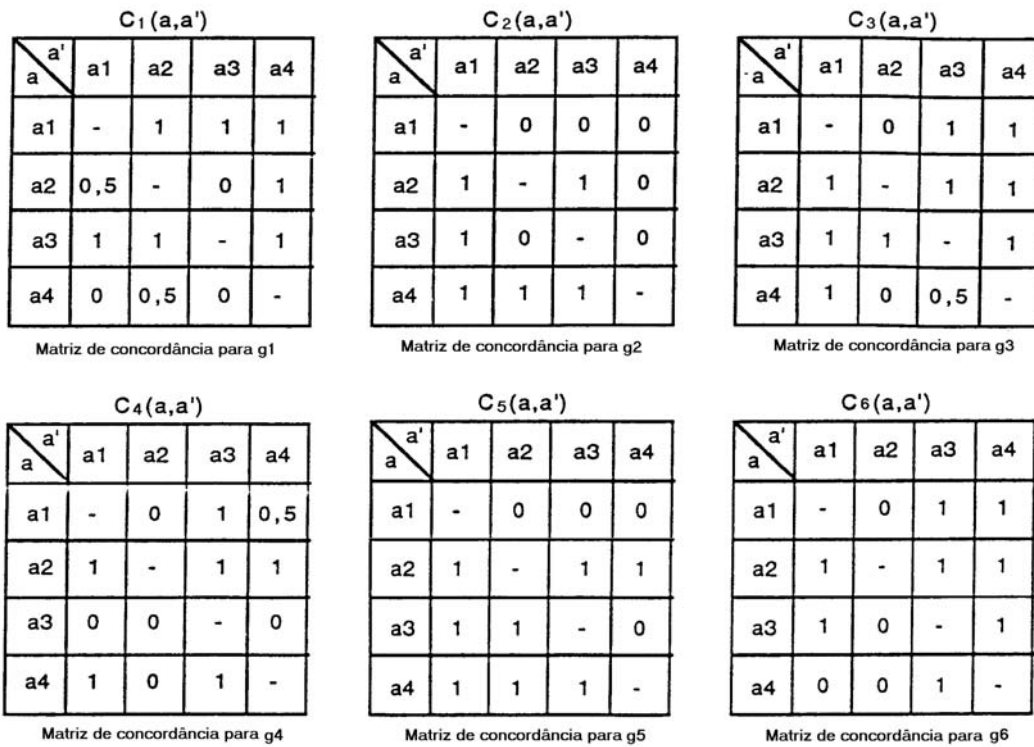 C1(a,a') C2(a,a') C3(a,a')
a' a1 a2 a3 a4 a' a1 a2 a3 a4 a' a1 a2 a3 a4
a a a
a1 - 1 1 1 a1 - 0 0 0 a1 - 0 1 1
a2 0,5 - 0 1 a2 1 - 1 0 a2 1 - 1 1
a3 1 1 - 1 a3 1 0 - 0 a3 1 1 - 1
a4 0 0,5 0 - a4 1 1 1 - a4 1 0 0,5 -
Matriz de concordância para g1 Matriz de concordância para g2 Matriz de concordância para g3
C4(a,a') C5(a,a') C6(a,a')
a' a1 a2 a3 a4 a' a1 a2 a3 a4 a' a1 a2 a3 a4
a a a
a1 - 0 1 0,5 a1 - 0 0 0 a1 - 0 1 1
a2 1 - 1 1 a2 1 - 1 1 a2 1 - 1 1
a3 0 0 - 0 a3 1 1 - 0 a3 1 0 - 1
a4 1 0 1 - a4 1 1 1 - a4 0 0 1 -
Matriz de concordância para g4 Matriz de concordância para g5 Matriz de concordância para g6